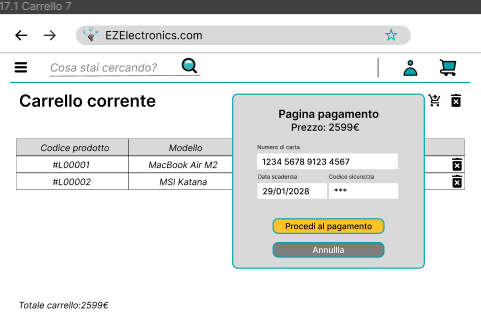 17.1 Carrello 7
EZElectronics.com
Cosa stai cercando?
Carrello corrente
Codice prodotto Modello
#L00001 MacBook Air M2
#L00002 MSI Katana
Pagina pagamento
Prezzo: 2599€
Numero di carta
1234 5678 9123 4567
Data scadenza Codice sicurezza
29/01/2028 ***
Procedi al pagamento
Annullla
Totale carrello:2599€